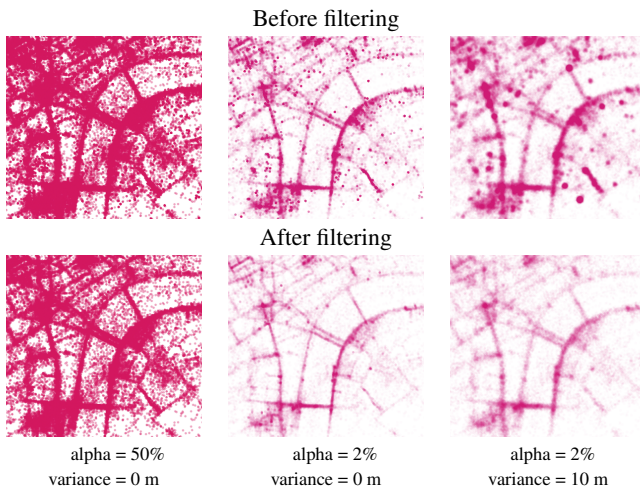 Before filtering
After filtering
alpha = 50%
alpha = 2%
alpha = 2%
variance = 0 m
variance = 0 m
variance = 10 m